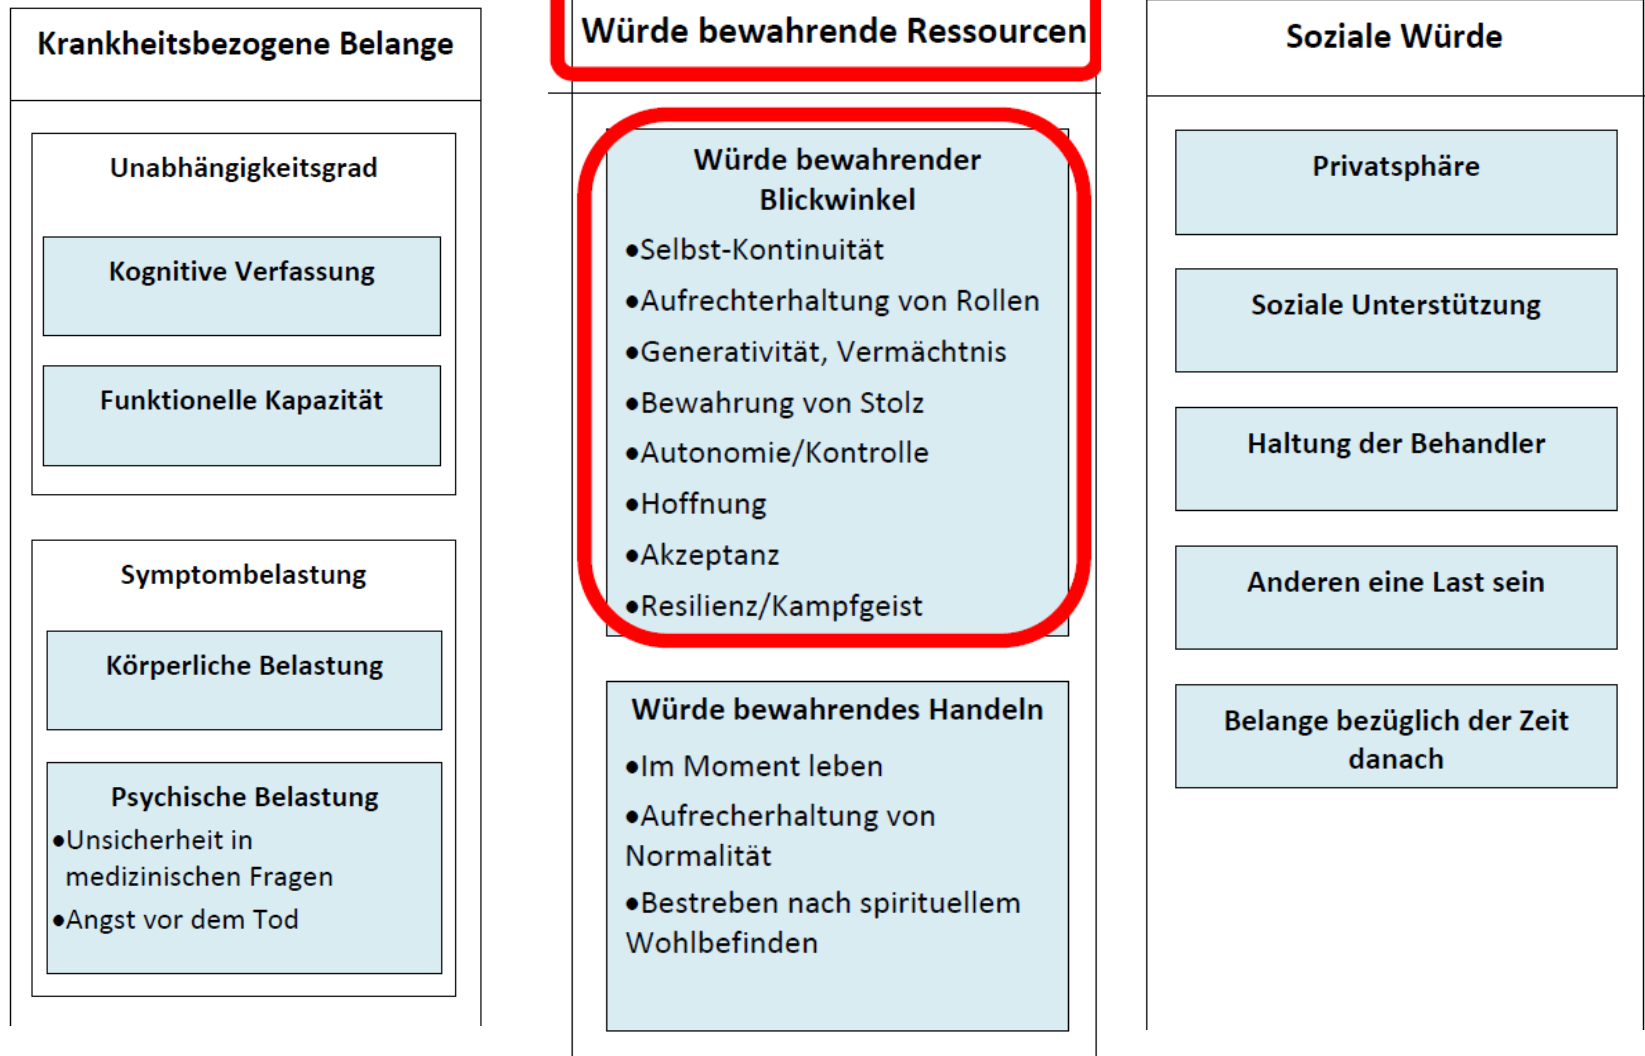 Krankheitsbezogene Belange
Unabhängigkeitsgrad
Kognitive Verfassung
Funktionelle Kapazität
Symptombelastung
Körperliche Belastung
Psychische Belastung
•Unsicherheit in
medizinischen Fragen
•Angst vor dem Tod
Würde bewahrende Ressourcen
Würde bewahrender
Blickwinkel
•Selbst-Kontinuität
•Aufrechterhaltung von Rollen
•Generativität, Vermächtnis
•Bewahrung von Stolz
•Autonomie/Kontrolle
•Hoffnung
•Akzeptanz
•Resilienz/Kampfgeist
Würde bewahrendes Handeln
•Im Moment leben
•Aufrecherhaltung von
Normalität
•Bestreben nach spirituellem
Wohlbefinden
Soziale Würde
Privatsphäre
Soziale Unterstützung
Haltung der Behandler
Anderen eine Last sein
Belange bezüglich der Zeit
danach